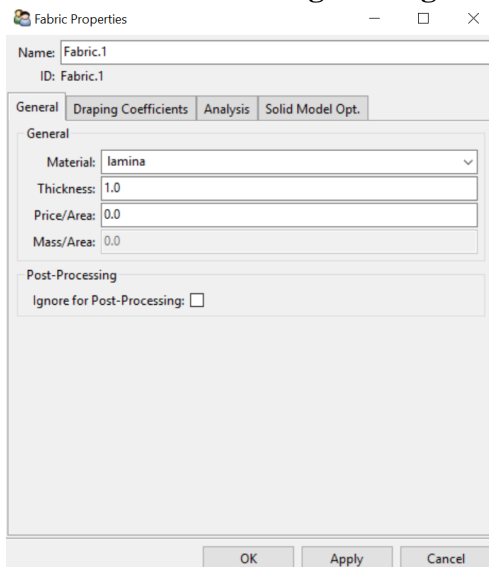 Fabric Properties
Name: Fabric.1
ID: Fabric.1
General Draping Coefficients Analysis Solid Model Opt.
General
Material: lamina
Thickness: 1.0
Price/Area: 0.0
Mass/Area: 0.0
Post-Processing
Ignore for Post-Processing:
OK Apply Cancel